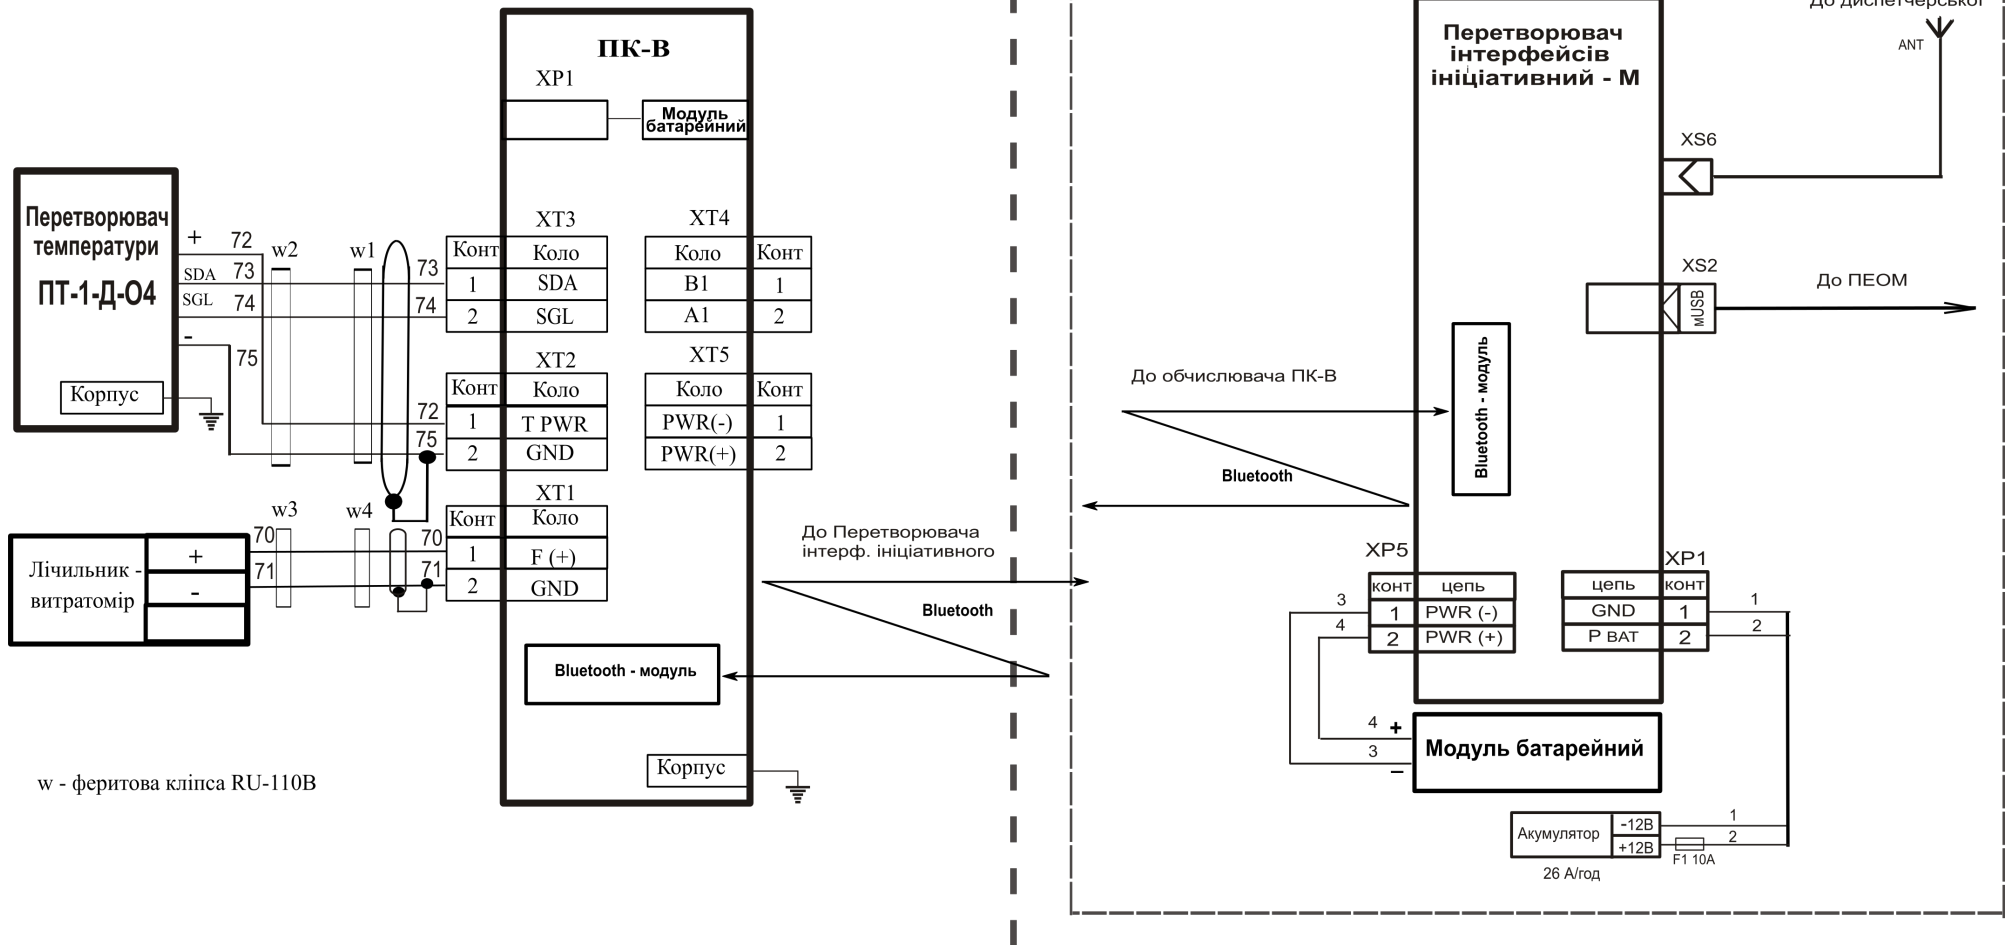 ПК-В
XP1
Модуль
батарейний
Перетворювач
температури
ПТ-1-Д-О4
+
72
SDA
73
SGL
74
-
75
Корпус
w2
w1
73
74
72
75
XT3
Конт
Коло
1
SDA
2
SGL
XT4
Коло
Конт
B1
1
A1
2
XT2
Конт
Коло
1
T PWR
2
GND
XT5
Коло
Конт
PWR(-)
1
PWR(+)
2
XT1
Конт
Коло
1
F (+)
2
GND
w3
w4
70
70
71
71
Лічильник -
витратомір
+
-
Bluetooth - модуль
Корпус
w - феритова кліпса RU-110B
До Перетворювача
інтерф. ініціативного
Bluetooth
До диспетчерської
ANT
Перетворювач
інтерфейсів
ініціативний - М
XS6
XS2
мUSB
До ПЕОМ
До обчислювача ПК-В
Bluetooth - модуль
Bluetooth
XP5
конт
цепь
1
PWR (-)
2
PWR (+)
XP1
цепь
конт
GND
1
P BAT
2
3
4
1
2
4
+
3
–
Модуль батарейний
Акумулятор
-12В
+12В
1
2
F1 10A
26 А/год